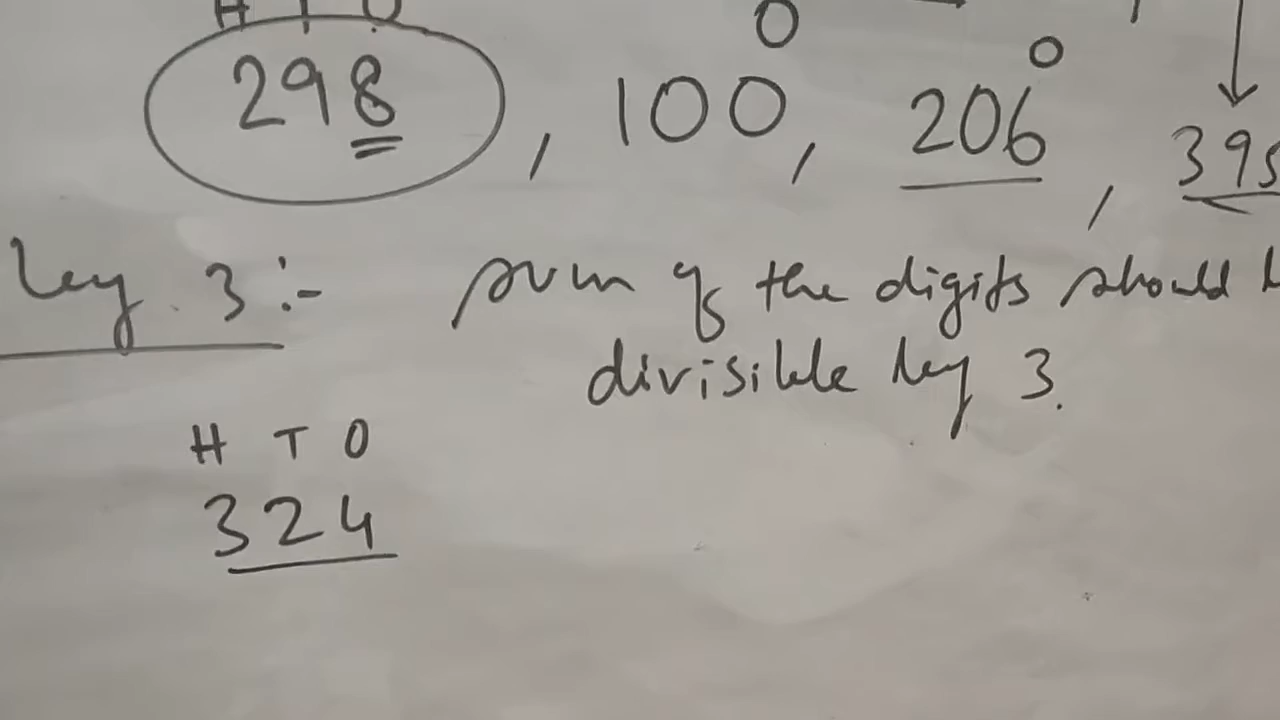 H T O
O
O
298, 100, 206, 395
by 3:- sum of the digits should
divisible by 3.
H T O
324